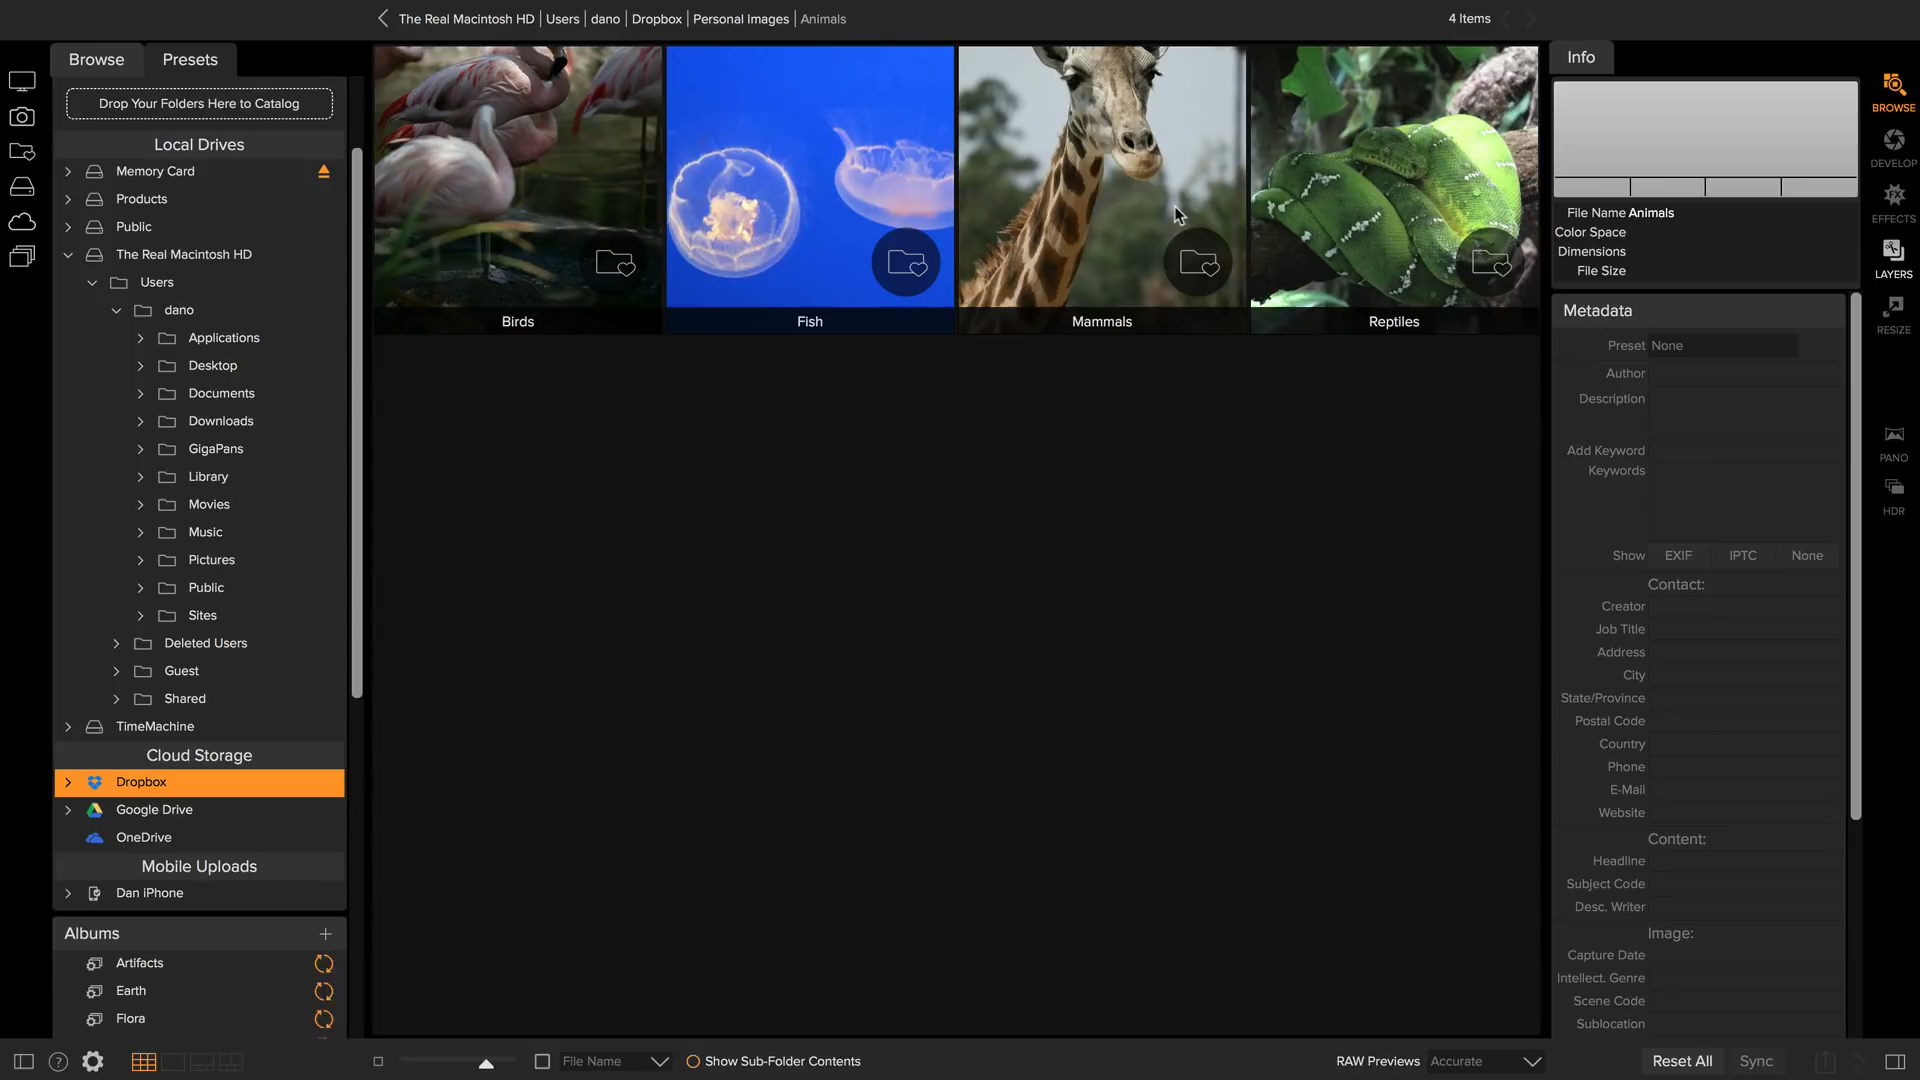 The Real Macintosh HD | Users | dano | Dropbox | Personal Images | Animals
4 Items
Browse
Presets
Drop Your Folders Here to Catalog
Local Drives
Memory Card
Products
Public
The Real Macintosh HD
Users
dano
Applications
Desktop
Documents
Downloads
GigaPans
Library
Movies
Music
Pictures
Public
Sites
Deleted Users
Guest
Shared
TimeMachine
Cloud Storage
Dropbox
Google Drive
OneDrive
Mobile Uploads
Dan iPhone
Albums
Artifacts
Earth
Flora
Birds
Fish
Mammals
Reptiles
Info
File Name Animals
Color Space
Dimensions
File Size
Metadata
Preset None
Author
Description
Add Keyword
Keywords
Show EXIF IPTC None
Contact:
Creator
Job Title
Address
City
State/Province
Postal Code
Country
Phone
E-Mail
Website
Content:
Headline
Subject Code
Desc. Writer
Image:
Capture Date
Intellect. Genre
Scene Code
Sublocation
BROWSE
DEVELOP
FX
EFFECTS
LAYERS
RESIZE
PANO
HDR
?
File Name
Show Sub-Folder Contents
RAW Previews Accurate
Reset All
Sync